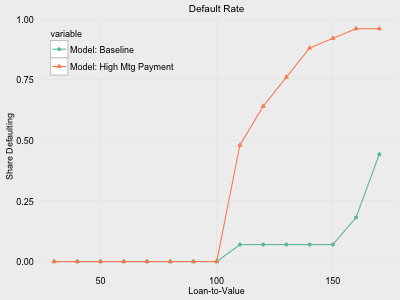 Default Rate
1.00
0.75
0.50
0.25
0.00
Share Defaulting
variable
Model: Baseline
Model: High Mtg Payment
50
100
150
Loan-to-Value